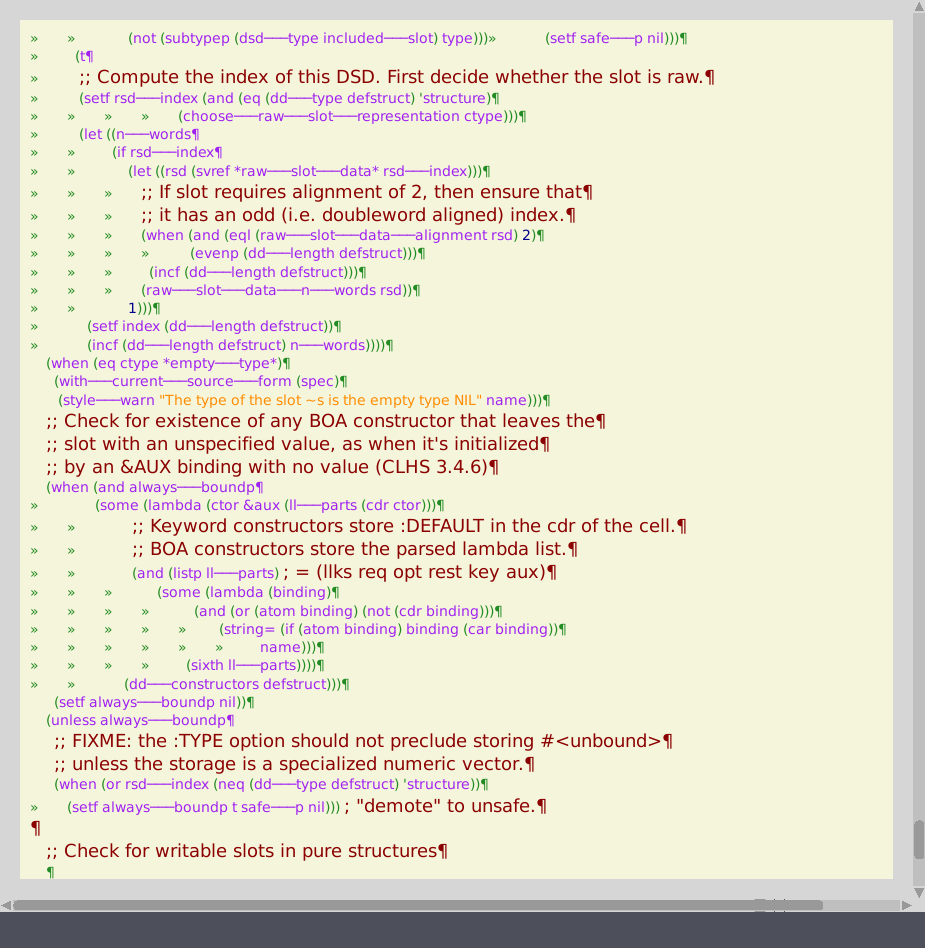 »	»	(not (subtypep (dsd—type included—slot) type)))»	(setf safe—p nil)))¶
»	(t¶
»	;; Compute the index of this DSD. First decide whether the slot is raw.¶
»	(setf rsd—index (and (eq (dd—type defstruct) 'structure)¶
»	»	»	»	(choose—raw—slot—representation ctype)))¶
»	(let ((n—words¶
»	»	(if rsd—index¶
»	»	(let ((rsd (svref *raw—slot—data* rsd—index)))¶
»	»	»	;; If slot requires alignment of 2, then ensure that¶
»	»	»	;; it has an odd (i.e. doubleword aligned) index.¶
»	»	»	(when (and (eql (raw—slot—data—alignment rsd) 2)¶
»	»	»	»	(evenp (dd—length defstruct)))¶
»	»	»	(incf (dd—length defstruct)))¶
»	»	»	(raw—slot—data—n—words rsd))¶
»	»	1)))¶
»	(setf index (dd—length defstruct))¶
»	(incf (dd—length defstruct) n—words))))¶
(when (eq ctype *empty—type*)¶
(with—current—source—form (spec)¶
(style—warn "The type of the slot ~s is the empty type NIL" name)))¶
;; Check for existence of any BOA constructor that leaves the¶
;; slot with an unspecified value, as when it's initialized¶
;; by an &AUX binding with no value (CLHS 3.4.6)¶
(when (and always—boundp¶
»	(some (lambda (ctor &aux (ll—parts (cdr ctor)))¶
»	»	;; Keyword constructors store :DEFAULT in the cdr of the cell.¶
»	»	;; BOA constructors store the parsed lambda list.¶
»	»	(and (listp ll—parts) ; = (llks req opt rest key aux)¶
»	»	»	(some (lambda (binding)¶
»	»	»	»	(and (or (atom binding) (not (cdr binding)))¶
»	»	»	»	»	(string= (if (atom binding) binding (car binding))¶
»	»	»	»	»	»	name)))¶
»	»	»	»	(sixth ll—parts))))¶
»	»	(dd—constructors defstruct)))¶
(setf always—boundp nil))¶
(unless always—boundp¶
;; FIXME: the :TYPE option should not preclude storing #<unbound>¶
;; unless the storage is a specialized numeric vector.¶
(when (or rsd—index (neq (dd—type defstruct) 'structure))¶
»	(setf always—boundp t safe—p nil))) ; "demote" to unsafe.¶
¶
;; Check for writable slots in pure structures¶
¶